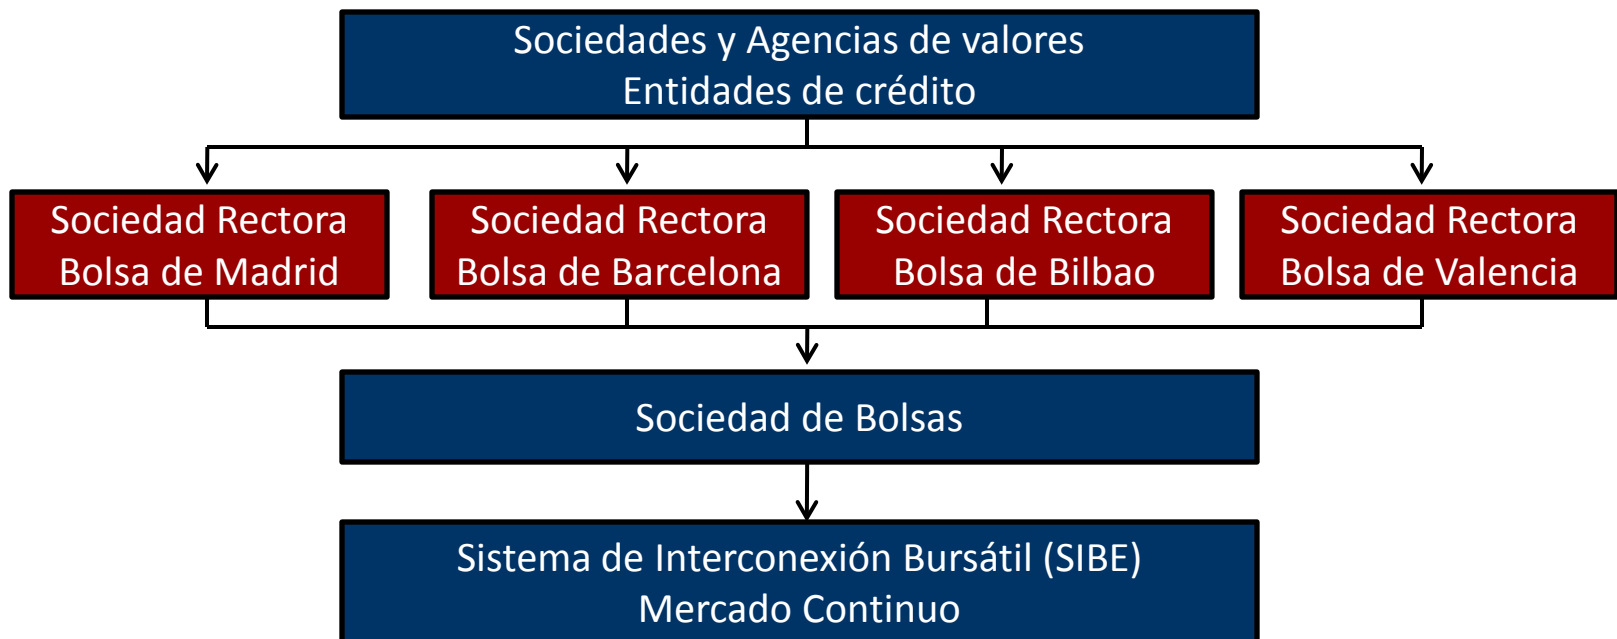 Sociedades y Agencias de valores
Entidades de crédito
Sociedad Rectora
Bolsa de Madrid
Sociedad Rectora
Bolsa de Barcelona
Sociedad Rectora
Bolsa de Bilbao
Sociedad Rectora
Bolsa de Valencia
Sociedad de Bolsas
Sistema de Interconexión Bursátil (SIBE)
Mercado Continuo